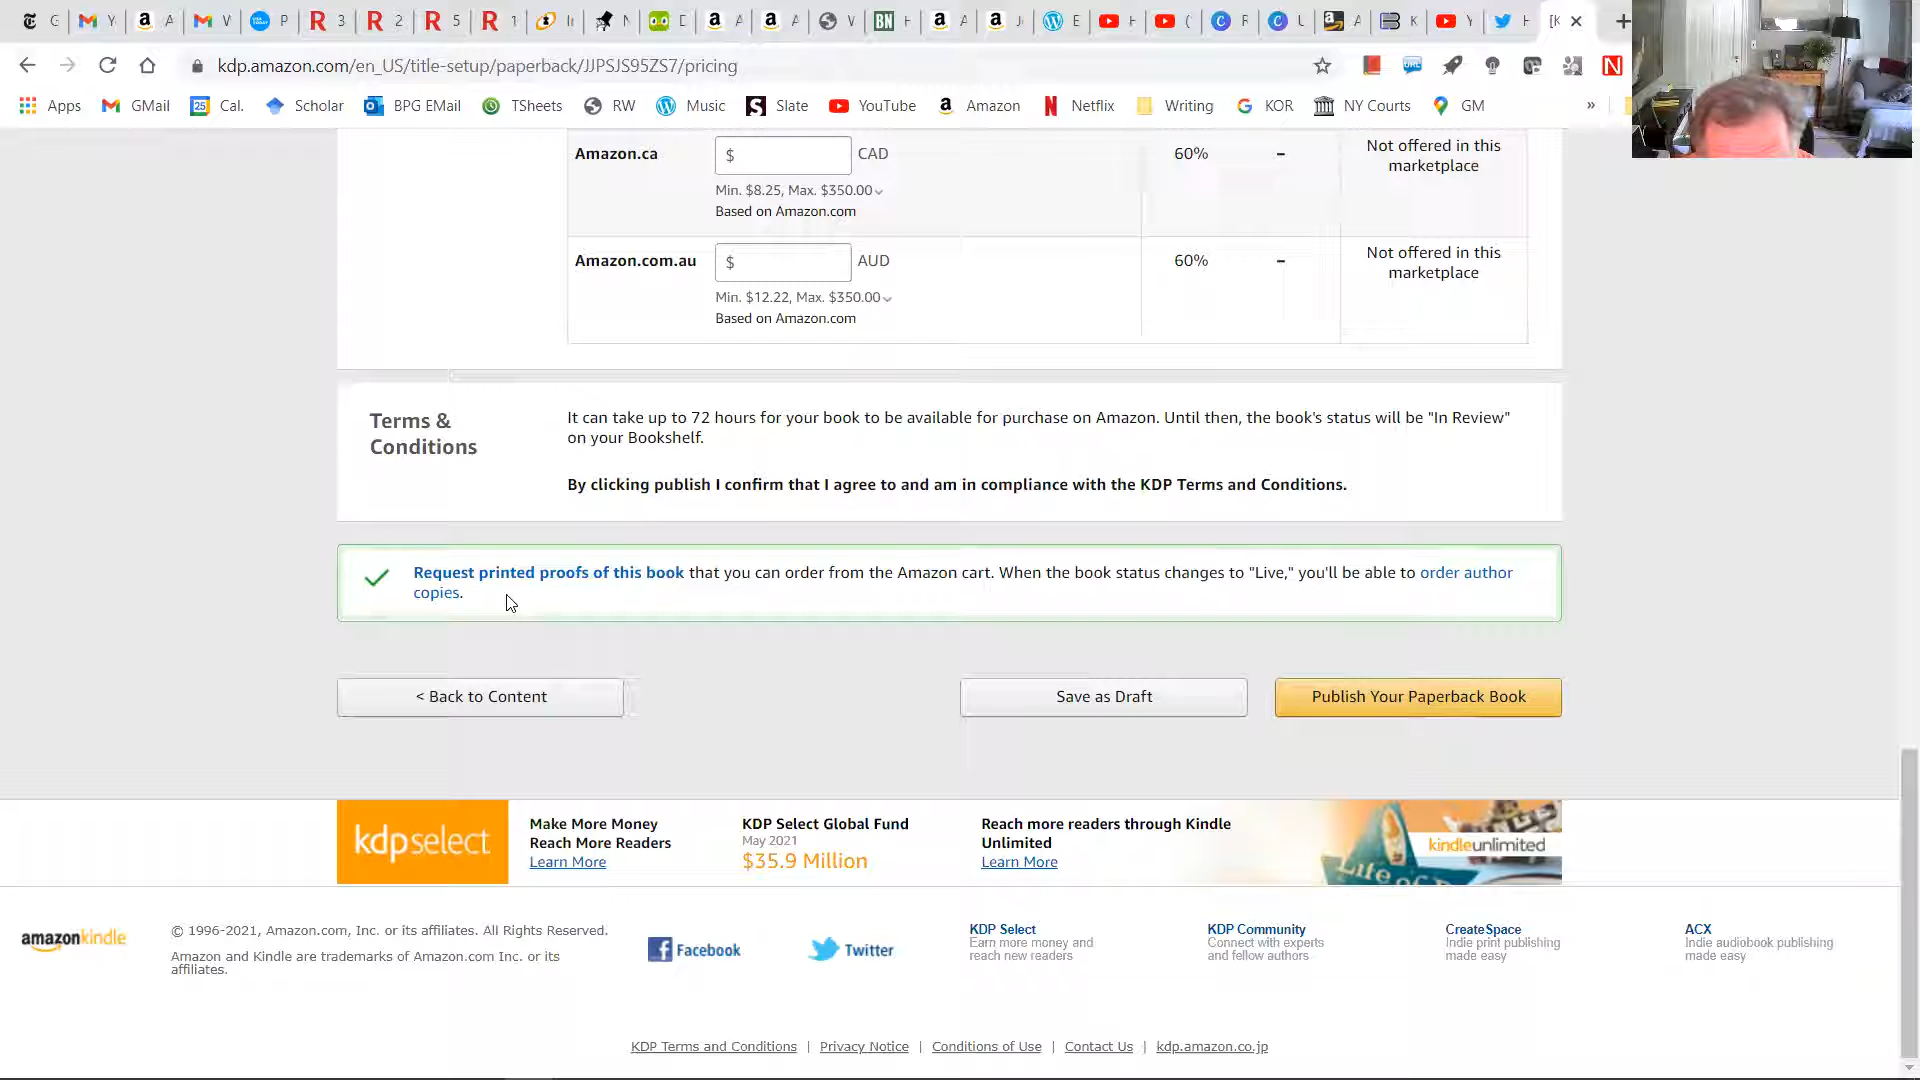 G
Y
A
V
P
3
2
5
1
I
N
D
A
A
V
H
A
J
E
H
(
R
U
A
K
Y
H
[K
kdp.amazon.com/en_US/title-setup/paperback/JJPSJS95ZS7/pricing
Apps GMail Cal. Scholar BPG EMail TSheets RW Music Slate YouTube Amazon Netflix Writing KOR NY Courts GM »
Amazon.ca $ CAD 60% – Not offered in this
marketplace
Min. $8.25, Max. $350.00
Based on Amazon.com
Amazon.com.au $ AUD 60% – Not offered in this
marketplace
Min. $12.22, Max. $350.00
Based on Amazon.com
Terms &
Conditions
It can take up to 72 hours for your book to be available for purchase on Amazon. Until then, the book's status will be "In Review"
on your Bookshelf.
By clicking publish I confirm that I agree to and am in compliance with the KDP Terms and Conditions.
Request printed proofs of this book that you can order from the Amazon cart. When the book status changes to "Live," you'll be able to order author
copies.
< Back to Content Save as Draft Publish Your Paperback Book
kdpselect
Make More Money
Reach More Readers
Learn More
KDP Select Global Fund
May 2021
$35.9 Million
Reach more readers through Kindle
Unlimited
Learn More
kindleunlimited
Life of
amazonkindle
© 1996-2021, Amazon.com, Inc. or its affiliates. All Rights Reserved.
Amazon and Kindle are trademarks of Amazon.com Inc. or its
affiliates.
Facebook
Twitter
KDP Select
Earn more money and
reach new readers
KDP Community
Connect with experts
and fellow authors
CreateSpace
Indie print publishing
made easy
ACX
Indie audiobook publishing
made easy
KDP Terms and Conditions | Privacy Notice | Conditions of Use | Contact Us | kdp.amazon.co.jp